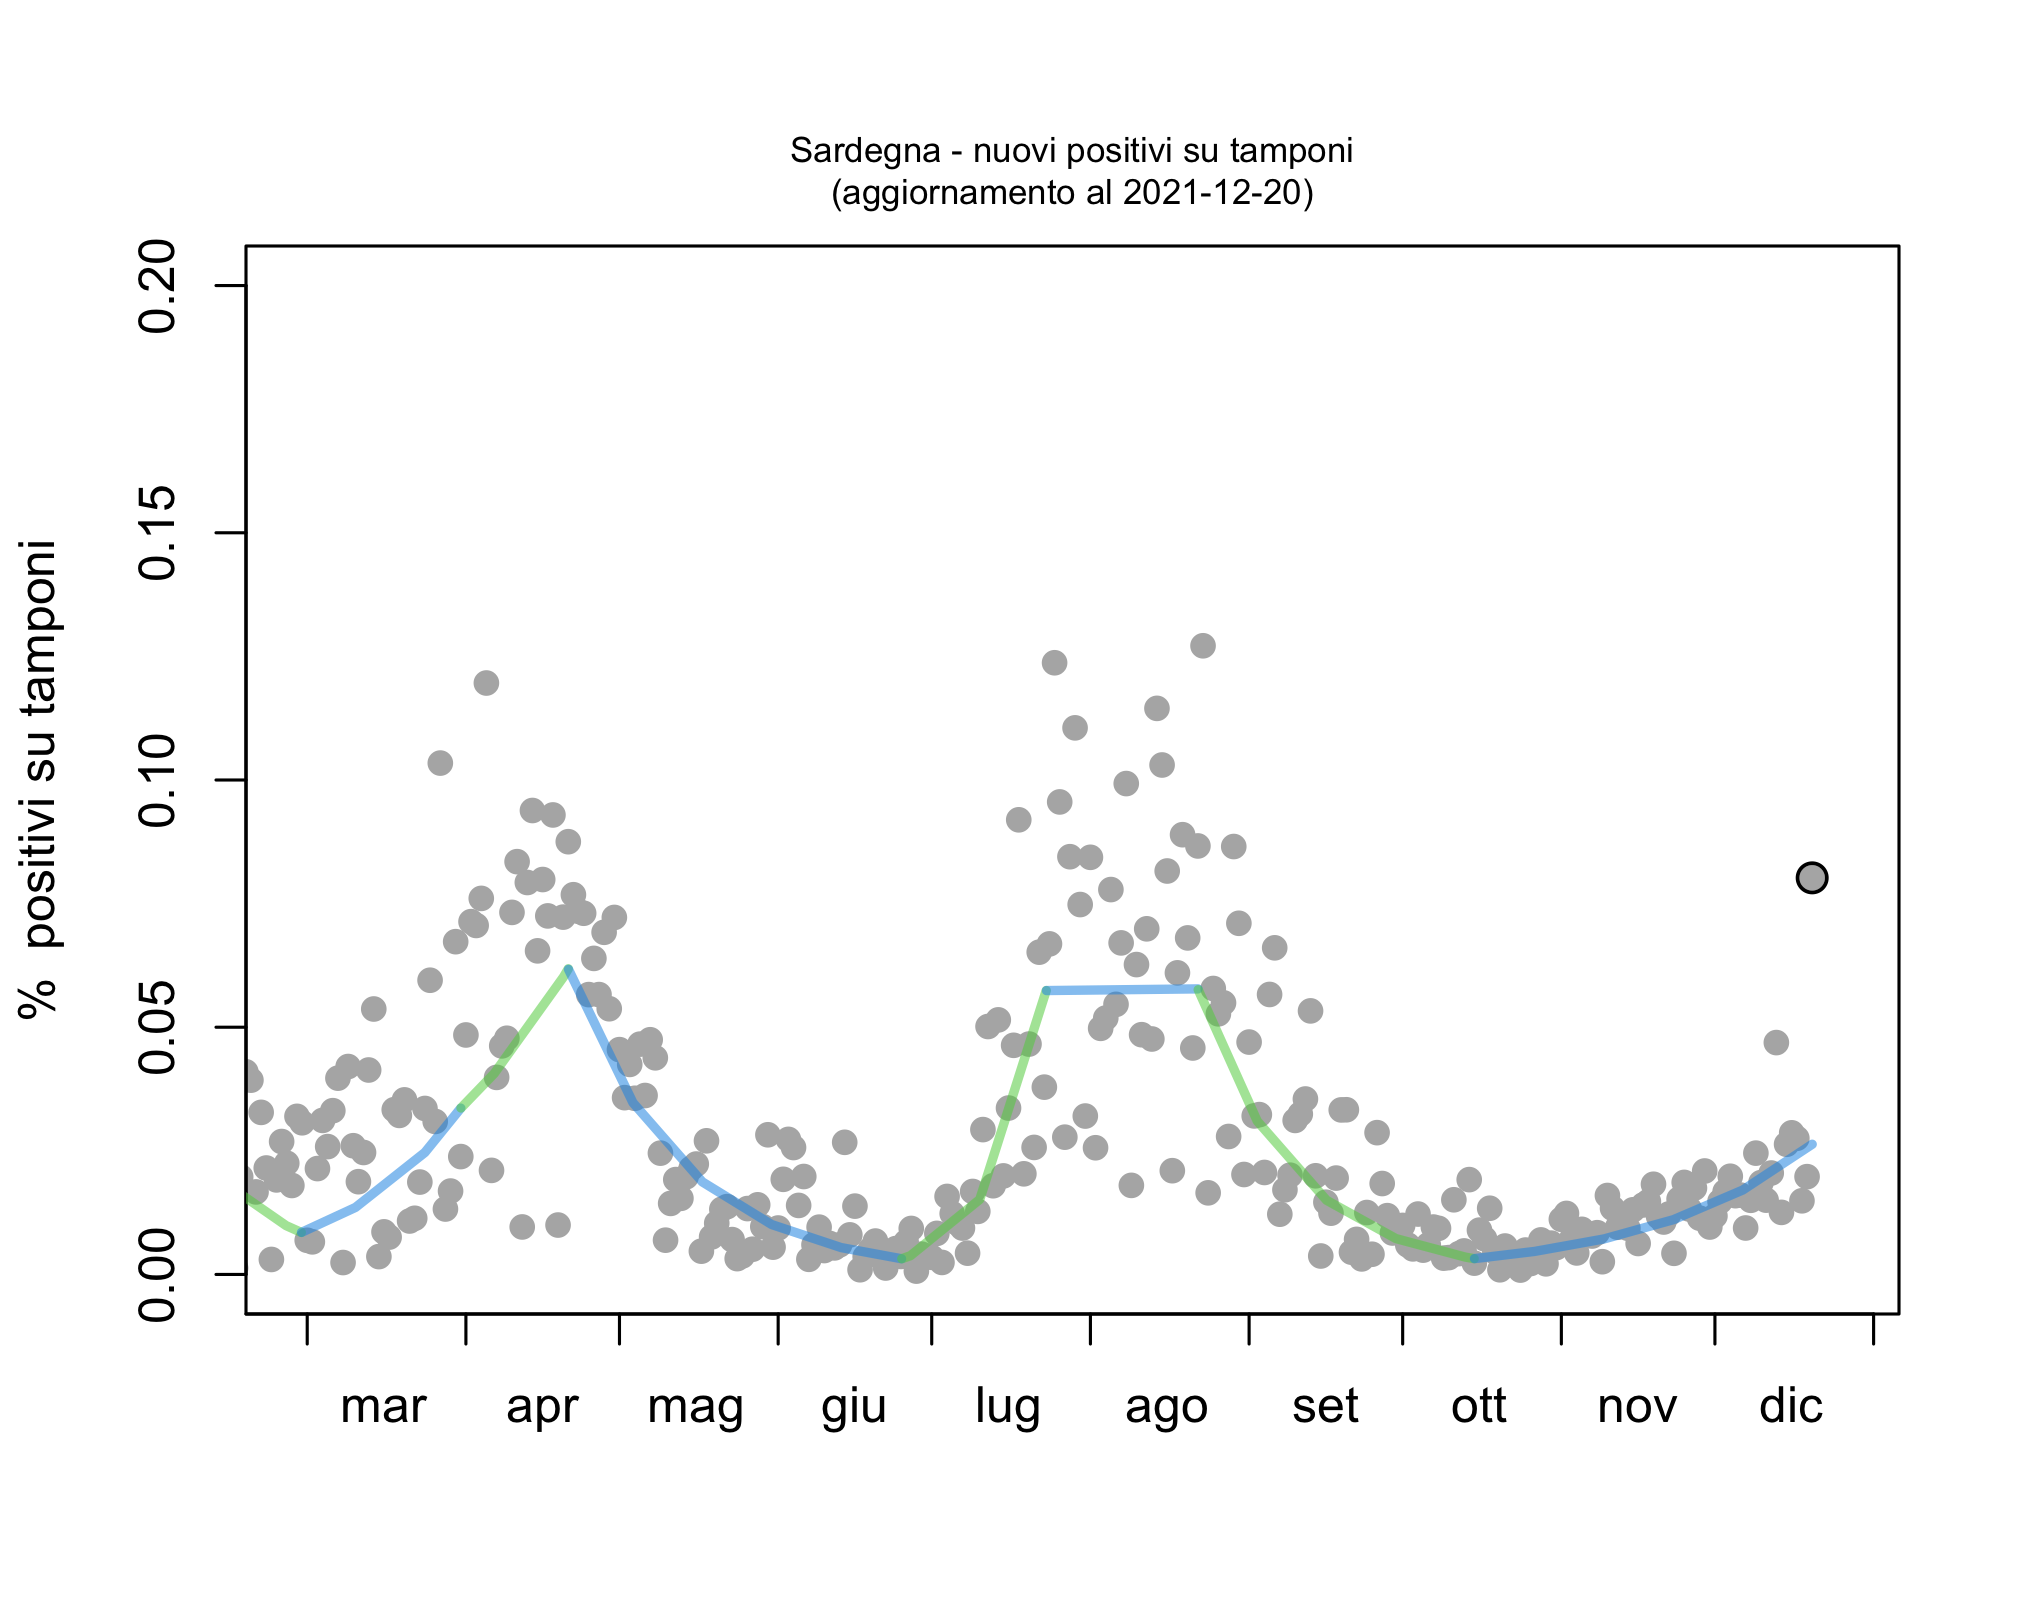 Sardegna - nuovi positivi su tamponi
(aggiornamento al 2021-12-20)
% positivi su tamponi
0.20
0.15
0.10
0.05
0.00
mar apr mag giu lug ago set ott nov dic